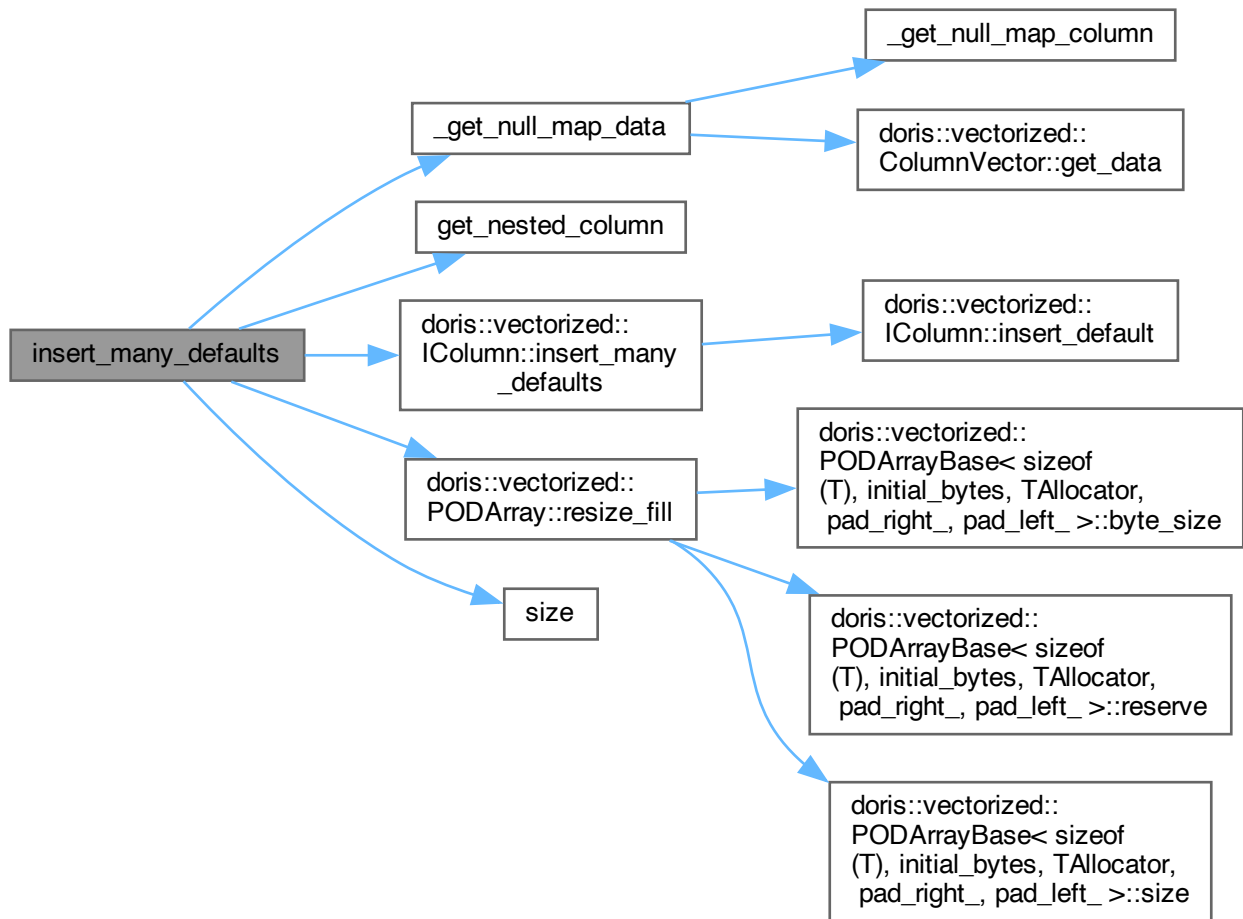 insert_many_defaults
_get_null_map_data
get_nested_column
doris::vectorized::
IColumn::insert_many
_defaults
doris::vectorized::
PODArray::resize_fill
size
_get_null_map_column
doris::vectorized::
ColumnVector::get_data
doris::vectorized::
IColumn::insert_default
doris::vectorized::
PODArrayBase< sizeof
(T), initial_bytes, TAllocator,
pad_right_, pad_left_ >::byte_size
doris::vectorized::
PODArrayBase< sizeof
(T), initial_bytes, TAllocator,
pad_right_, pad_left_ >::reserve
doris::vectorized::
PODArrayBase< sizeof
(T), initial_bytes, TAllocator,
pad_right_, pad_left_ >::size